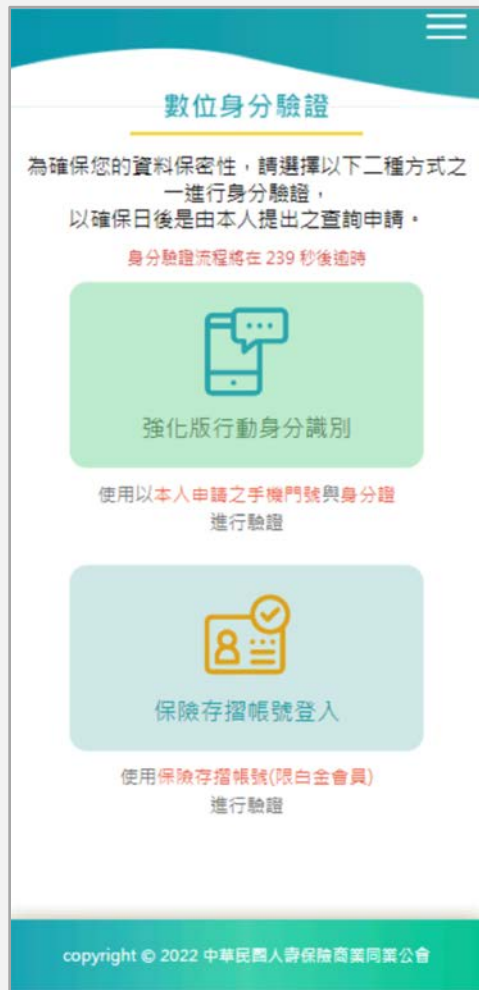 數位身分驗證
為確保您的資料保密性，請選擇以下二種方式之
一進行身分驗證，
以確保日後是由本人提出之查詢申請。
身分驗證流程將在 239 秒後逾時
強化版行動身分識別
使用以本人申請之手機門號與身分證
進行驗證
保險存摺帳號登入
使用保險存摺帳號(限白金會員)
進行驗證
copyright © 2022 中華民國人壽保險商業同業公會